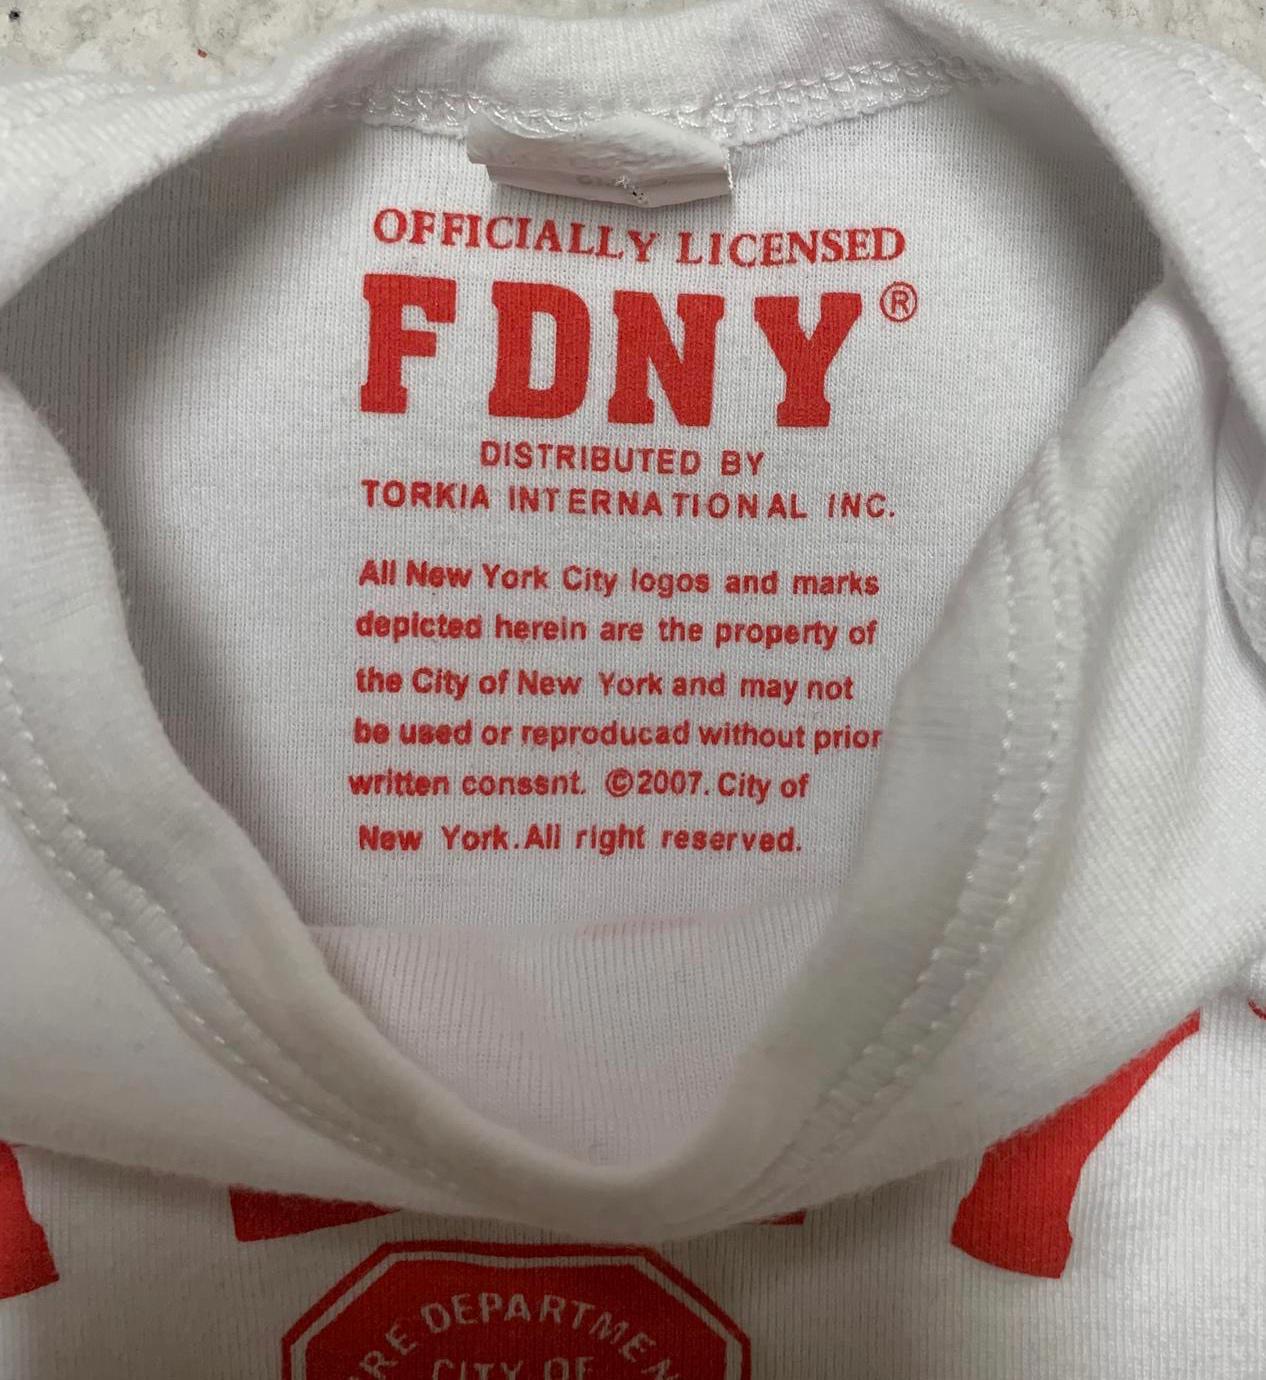 OFFICIALLY LICENSED
FDNY®
DISTRIBUTED BY
TORKIA INTERNATIONAL INC.
All New York City logos and marks
depicted herein are the property of
the City of New York and may not
be used or reproducad without prior
written conssnt. ©2007. City of
New York.All right reserved.
DEPARTMEN
CITY OF